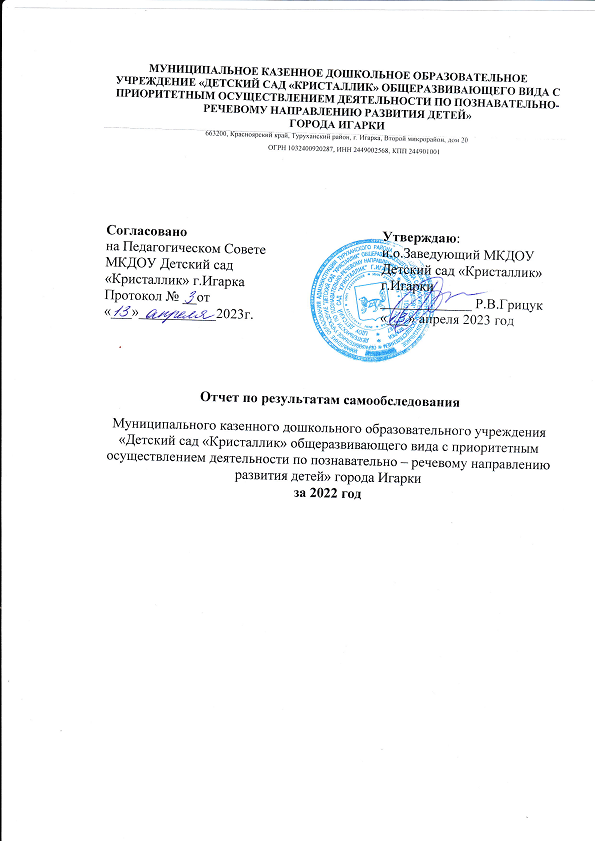 МУНИЦИПАЛЬНОЕ КАЗЕННОЕ ДОШКОЛЬНОЕ ОБРАЗОВАТЕЛЬНОЕ
УЧРЕЖДЕНИЕ «ДЕТСКИЙ САД «КРИСТАЛЛИК» ОБЩЕРАЗВИВАЮЩЕГО ВИДА С
ПРИОРИТЕТНЫМ ОСУЩЕСТВЛЕНИЕМ ДЕЯТЕЛЬНОСТИ ПО ПОЗНАВАТЕЛЬНО-
РЕЧЕВОМУ НАПРАВЛЕНИЮ РАЗВИТИЯ ДЕТЕЙ»
ГОРОДА ИГАРКИ
663200, Красноярский край, Туруханский район, г. Игарка, Второй микрорайон, дом 20
ОГРН 1032400920287, ИНН 2449002568, КПП 244901001
Согласовано
на Педагогическом Совете
МКДОУ Детский сад
«Кристаллик» г.Игарка
Протокол № 3 от
«13» апреля 2023г.
Утверждаю:
и.о.Заведующий МКДОУ
Детский сад «Кристаллик»
г.Игарки
Р.В.Грицук
«13» апреля 2023 год
Отчет по результатам самообследования
Муниципального казенного дошкольного образовательного учреждения
«Детский сад «Кристаллик» общеразвивающего вида с приоритетным
осуществлением деятельности по познавательно – речевому направлению
развития детей» города Игарки
за 2022 год